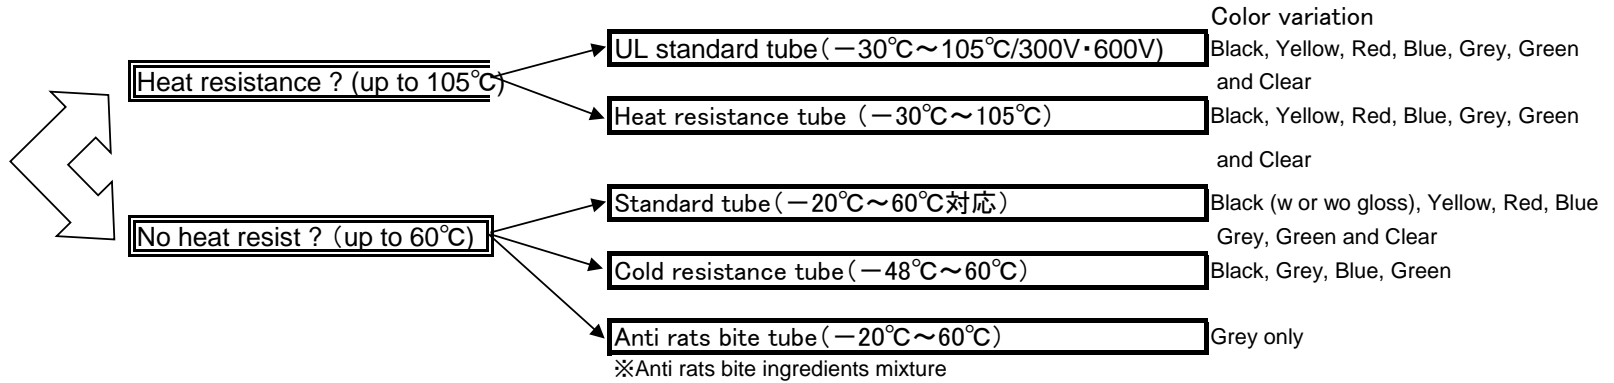 Color variation
UL standard tube（－30℃～105℃/300V・600V） Black, Yellow, Red, Blue, Grey, Green
Heat resistance ? (up to 105℃) and Clear
Heat resistance tube （－30℃～105℃） Black, Yellow, Red, Blue, Grey, Green
and Clear
Standard tube（－20℃～60℃対応） Black (w or wo gloss), Yellow, Red, Blue
No heat resist ? （up to 60℃） Grey, Green and Clear
Cold resistance tube（－48℃～60℃） Black, Grey, Blue, Green
Anti rats bite tube（－20℃～60℃） Grey only
※Anti rats bite ingredients mixture